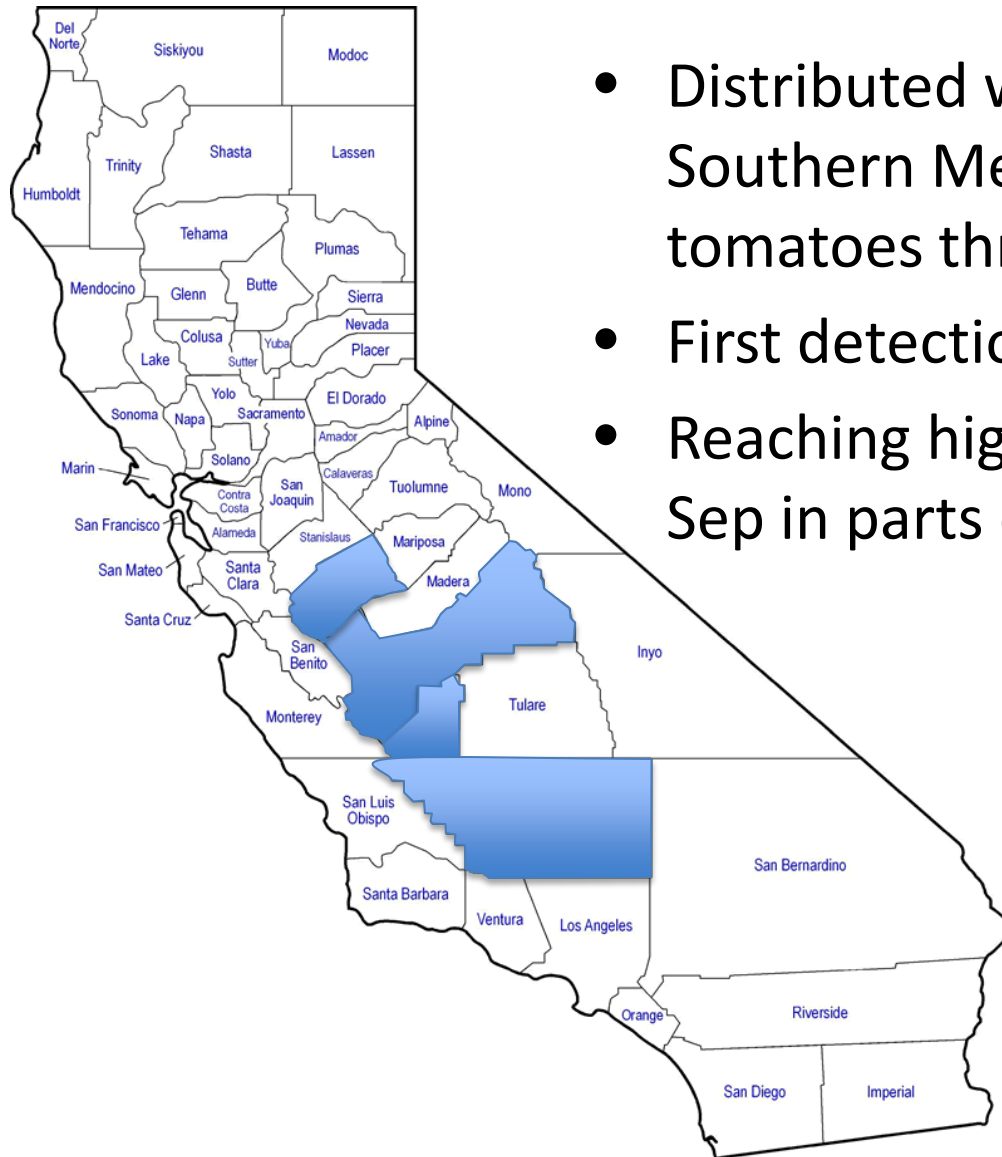 Del
Norte
Siskiyou
Modoc
Trinity
Shasta
Lassen
Humboldt
Tehama
Plumas
Mendocino
Glenn
Butte
Sierra
Colusa
Yuba
Nevada
Lake
Sutter
Placer
Sonoma
Napa
Yolo
Sacramento
El Dorado
Alpine
Amador
Marin
Solano
Calaveras
Contra
Costa
San
Joaquin
Tuolumne
Mono
San Francisco
Alameda
Stanislaus
Mariposa
San Mateo
Santa
Clara
Madera
Santa Cruz
San
Benito
Inyo
Monterey
Tulare
San Luis
Obispo
San Bernardino
Santa Barbara
Ventura
Los Angeles
Orange
Riverside
San Diego
Imperial
• Distributed
Southern
tomatoes
• First
• Reaching
Sep in parts